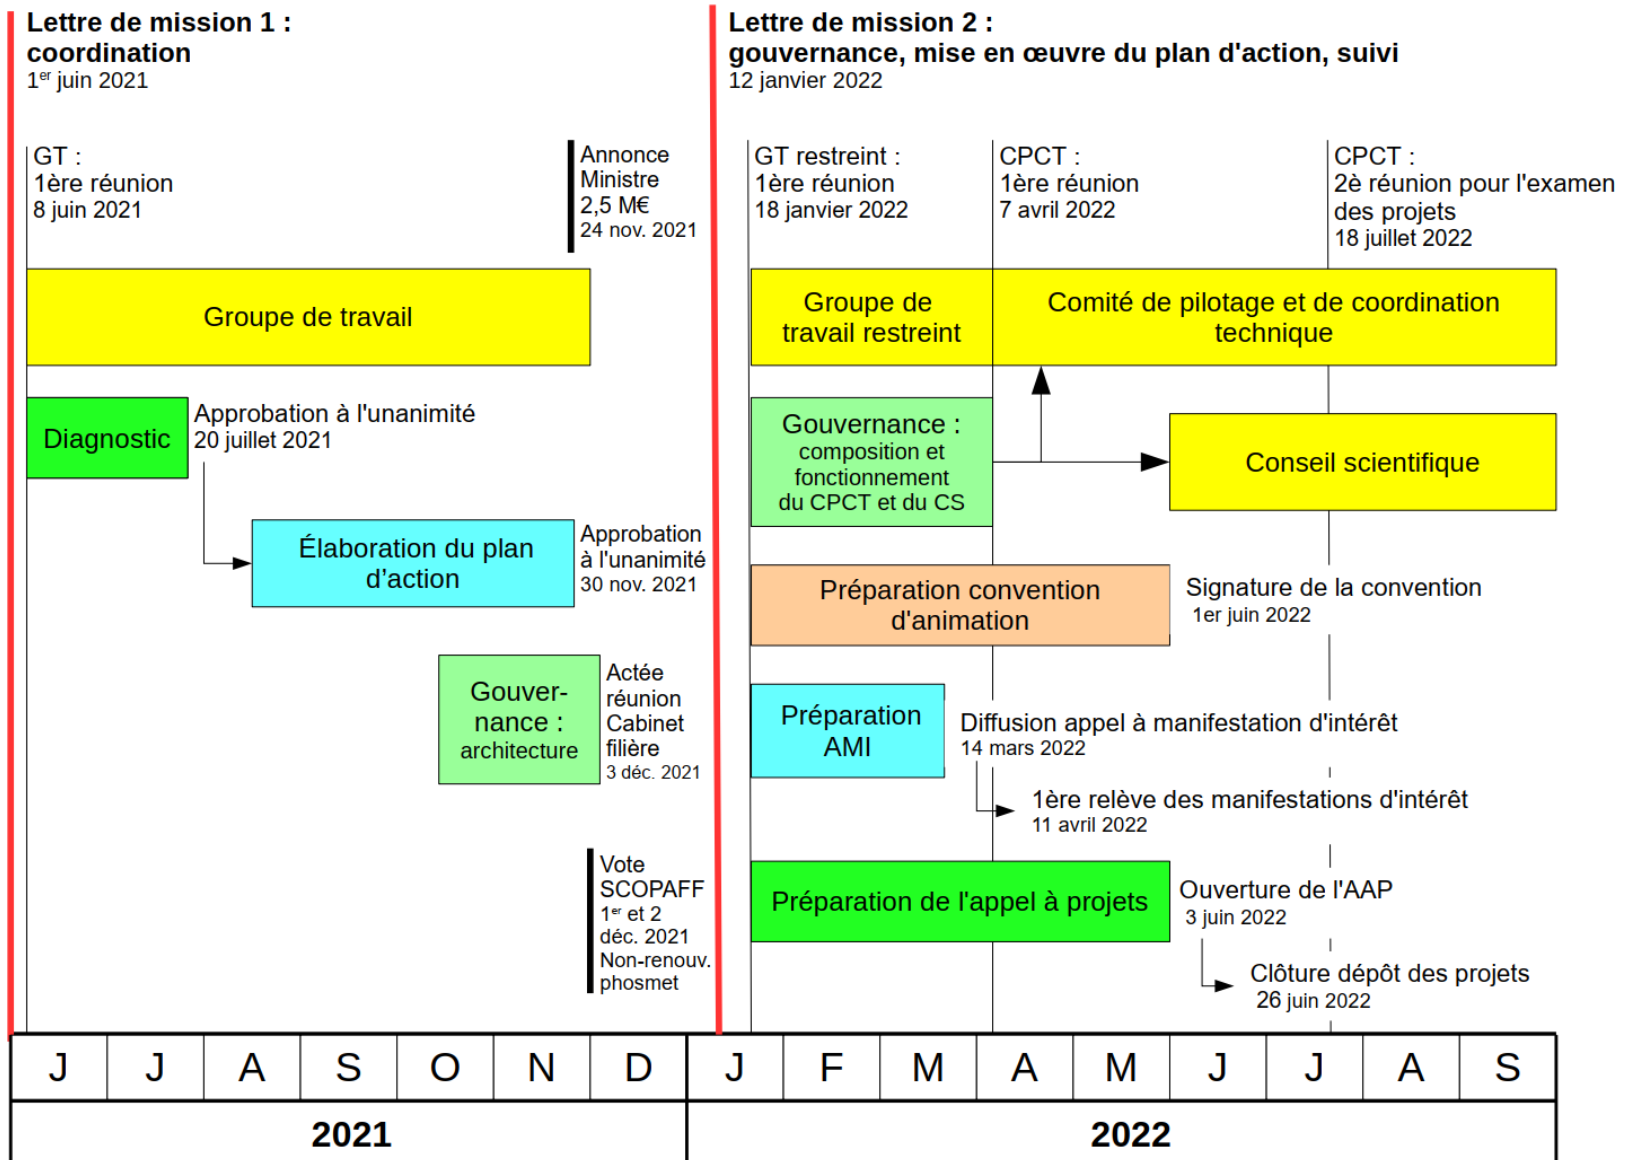 Lettre de mission 1 :
coordination
1er juin 2021
Lettre de mission 2 :
gouvernance, mise en œuvre du plan d'action, suivi
12 janvier 2022
GT :
1ère réunion
8 juin 2021
Annonce
Ministre
2,5 M€
24 nov. 2021
GT restreint :
1ère réunion
18 janvier 2022
CPCT :
1ère réunion
7 avril 2022
CPCT :
2è réunion pour l'examen
des projets
18 juillet 2022
Groupe de travail
Groupe de
travail restreint
Comité de pilotage et de coordination
technique
Diagnostic
Approbation à l'unanimité
20 juillet 2021
Gouvernance :
composition et
fonctionnement
du CPCT et du CS
Conseil scientifique
Élaboration du plan
d’action
Approbation
à l'unanimité
30 nov. 2021
Préparation convention
d'animation
Signature de la convention
1er juin 2022
Gouver-
nance :
architecture
Actée
réunion
Cabinet
filière
3 déc. 2021
Préparation
AMI
Diffusion appel à manifestation d'intérêt
14 mars 2022
1ère relève des manifestations d'intérêt
11 avril 2022
Vote
SCOPAFF
1er et 2
déc. 2021
Non-renouv.
phosmet
Préparation de l'appel à projets
Ouverture de l'AAP
3 juin 2022
Clôture dépôt des projets
26 juin 2022
J J A S O N D J F M A M J J A S
2021 2022